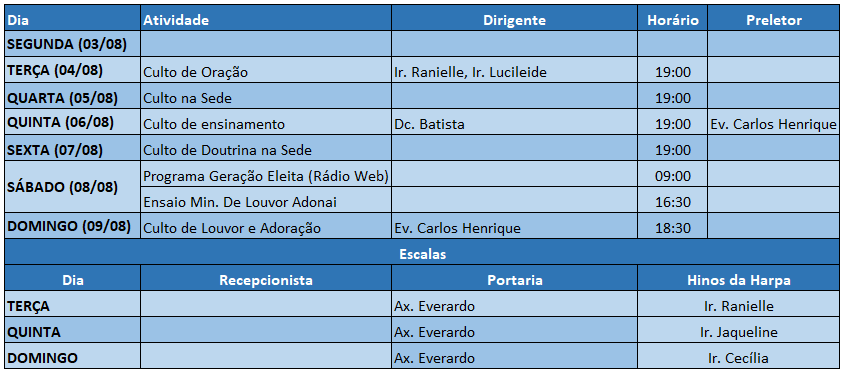 Dia Atividade Dirigente Horário Preletor
SEGUNDA (03/08)
TERÇA (04/08) Culto de Oração Ir. Ranielle, Ir. Lucileide 19:00
QUARTA (05/08) Culto na Sede 19:00
QUINTA (06/08) Culto de ensinamento Dc. Batista 19:00 Ev. Carlos Henrique
SEXTA (07/08) Culto de Doutrina na Sede 19:00
SÁBADO (08/08) Programa Geração Eleita (Rádio Web) 09:00
Ensaio Min. De Louvor Adonai 16:30
DOMINGO (09/08) Culto de Louvor e Adoração Ev. Carlos Henrique 18:30
Escalas
Dia Recepcionista Portaria Hinos da Harpa
TERÇA Ax. Everardo Ir. Ranielle
QUINTA Ax. Everardo Ir. Jaqueline
DOMINGO Ax. Everardo Ir. Cecília